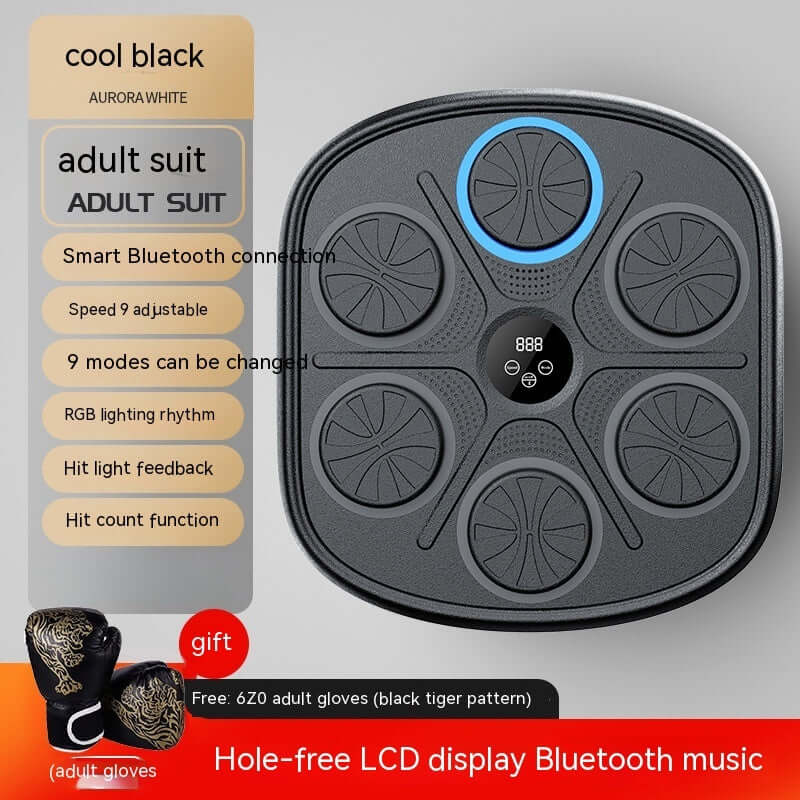 cool black
AURORA WHITE
adult suit
ADULT SUIT
Smart Bluetooth connection
Speed 9 adjustable
9 modes can be changed
RGB lighting rhythm
Hit light feedback
Hit count function
888
Speed
Mode
gift
Free: 6Z0 adult gloves (black tiger pattern)
Hole-free LCD display Bluetooth music
(adult gloves